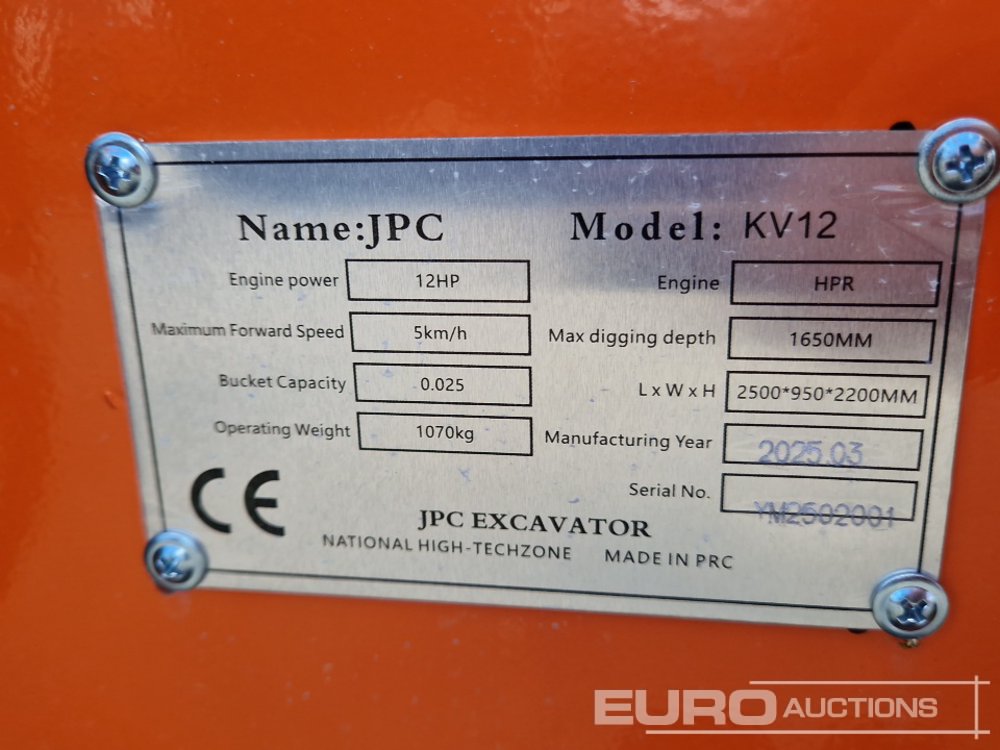 Name:JPC Model: KV12
Engine power 12HP Engine HPR
Maximum Forward Speed 5km/h Max digging depth 1650MM
Bucket Capacity 0.025 L x W x H 2500*950*2200MM
Operating Weight 1070kg Manufacturing Year 2025.03
Serial No. YM2502001
CE
JPC EXCAVATOR
NATIONAL HIGH-TECHZONE MADE IN PRC
EURO AUCTIONS